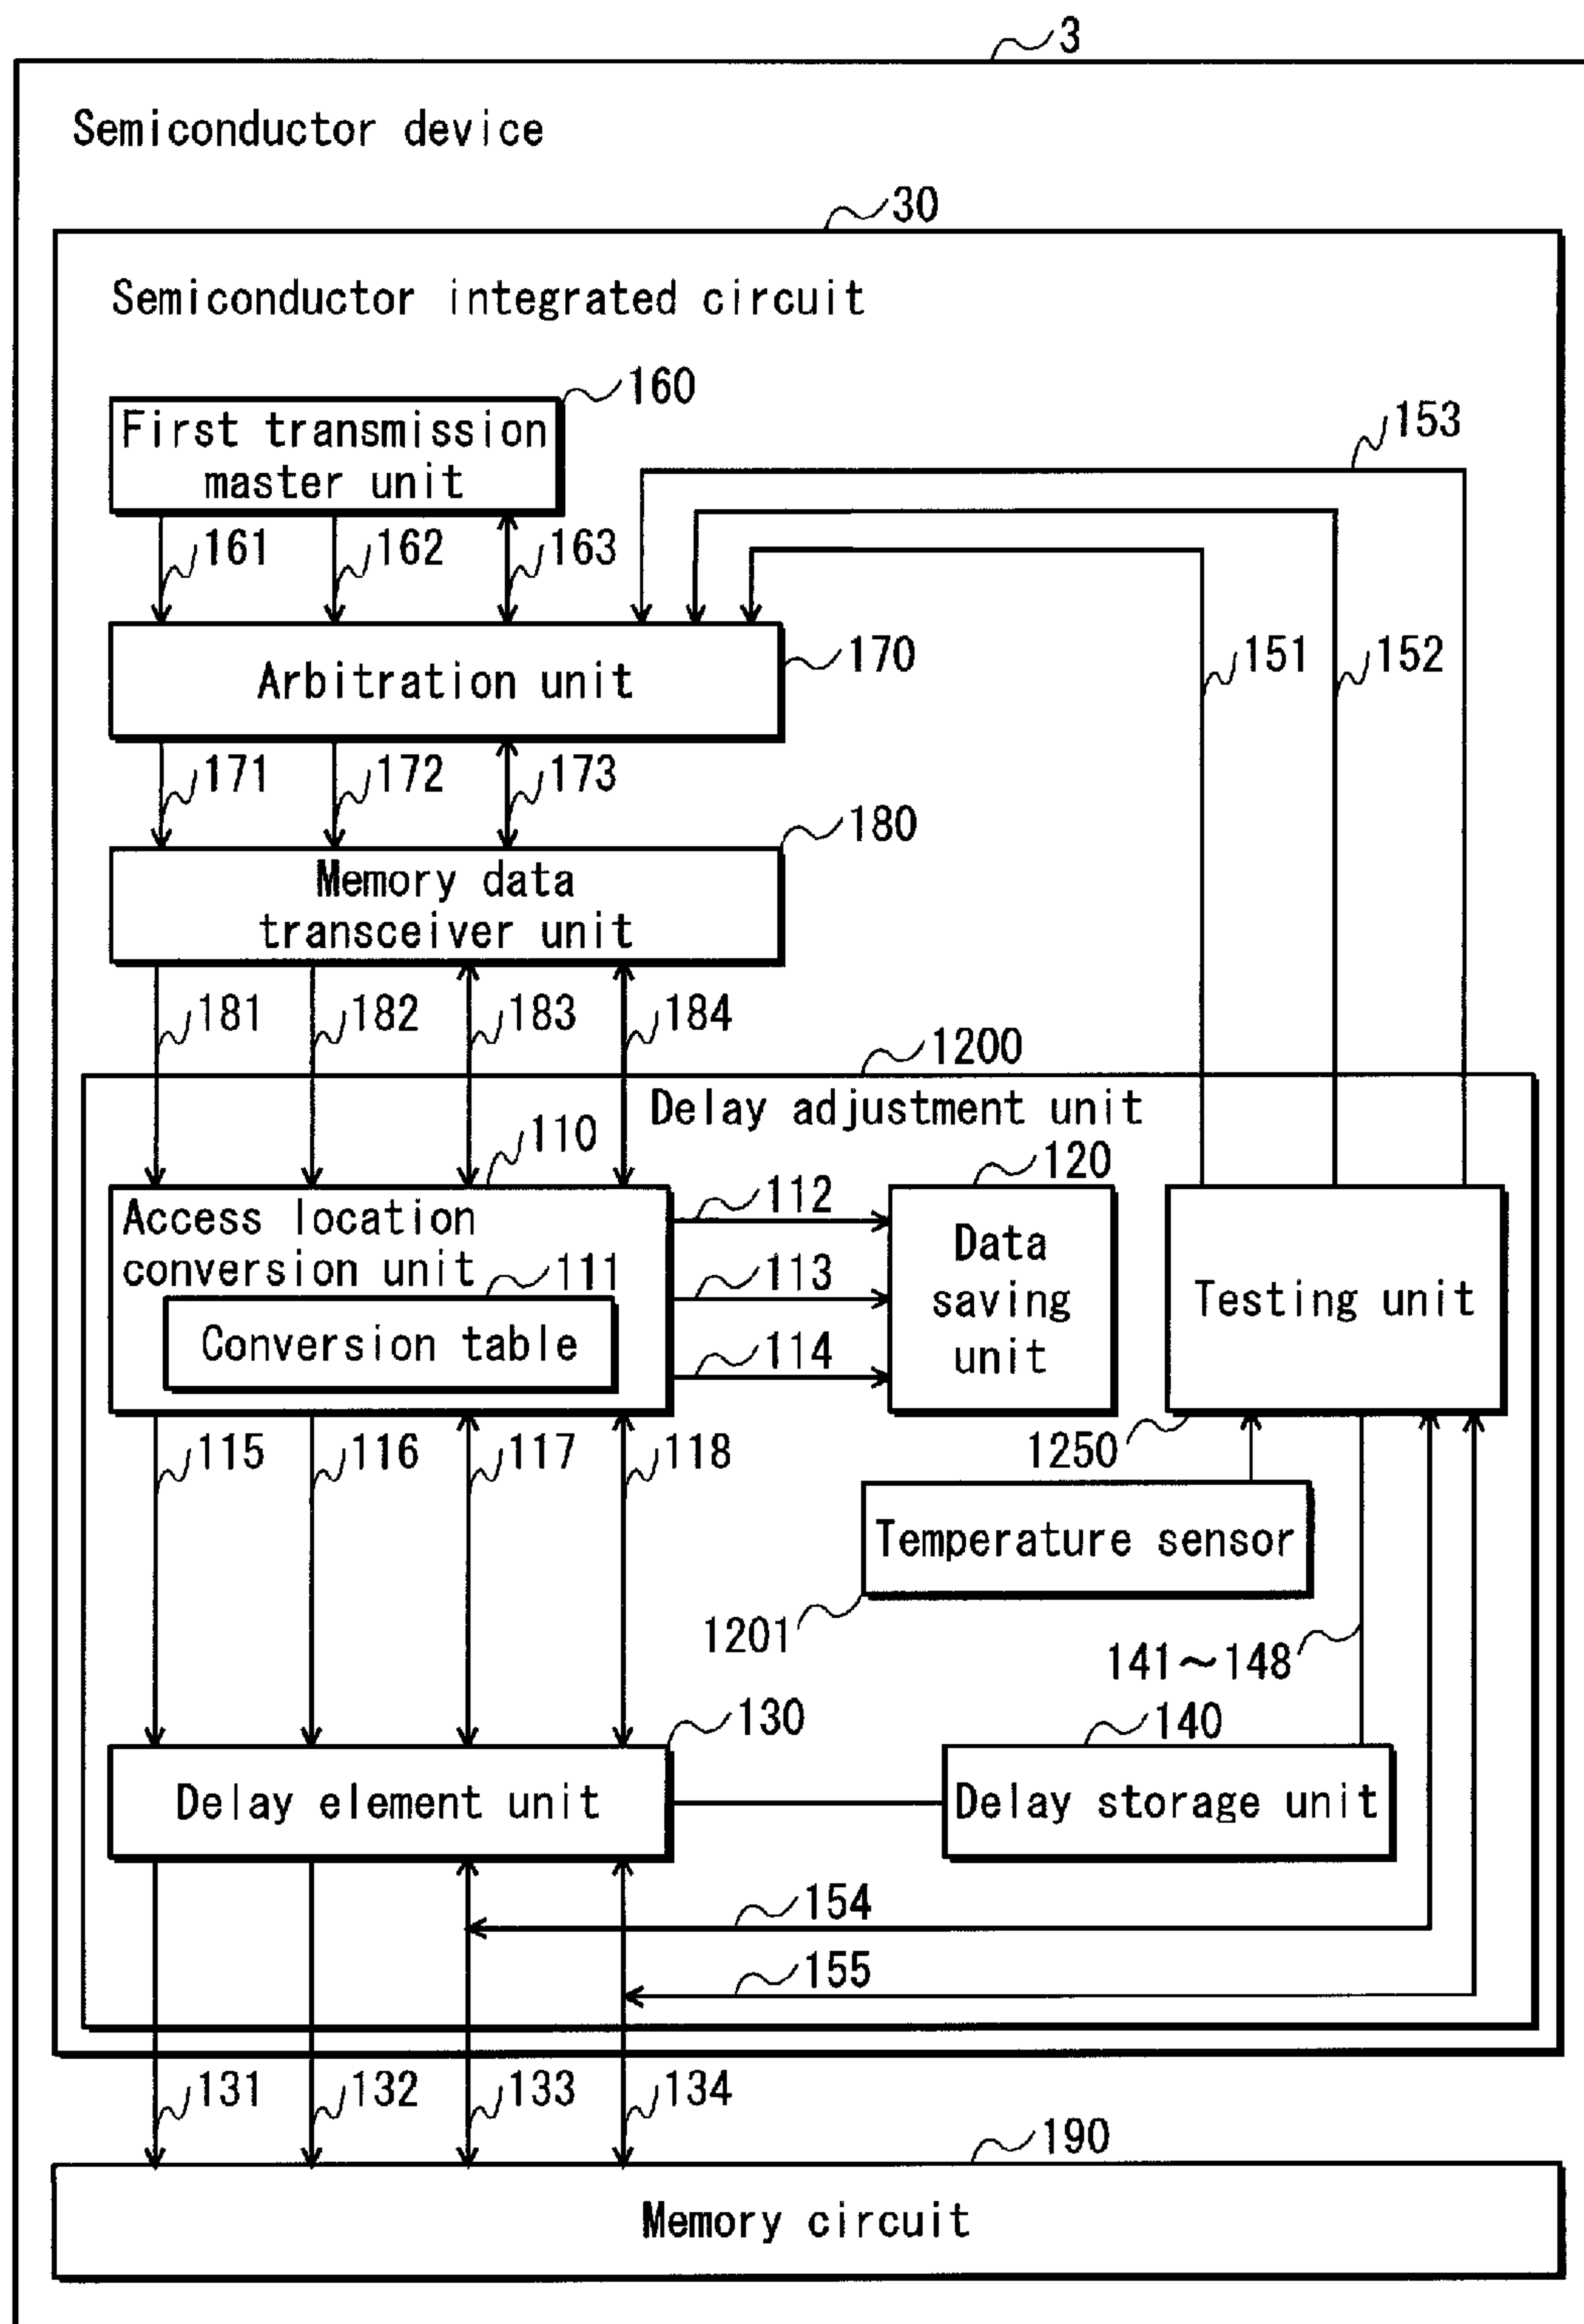 3
Semiconductor device
30
Semiconductor integrated circuit
160
First transmission
master unit
153
161 162 163
151 152
Arbitration unit
170
171 172 173
180
Memory data
transceiver unit
181 182 183 184
1200
Delay adjustment unit
110
120
Access location
conversion unit
111
Conversion table
112
113
114
Data
saving
unit
Testing unit
115 116 117 118
1250
Temperature sensor
1201
141～148
130
140
Delay element unit
Delay storage unit
154
155
131 132 133 134
190
Memory circuit